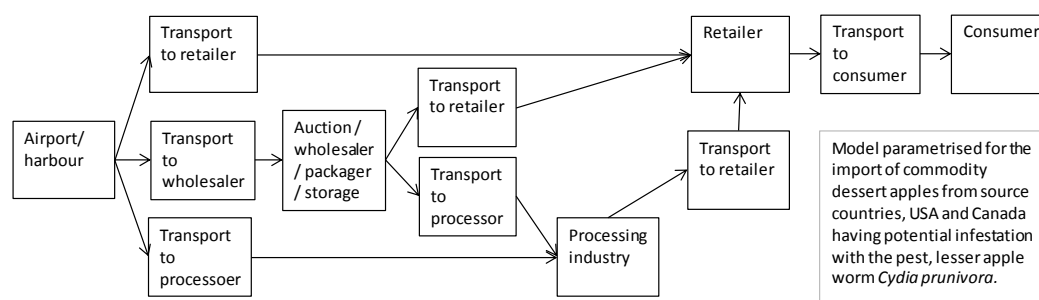 Transport
to retailer
Airport/
harbour
Transport
to
wholesaler
Transport
to
processoer
Auction /
wholesaler
/ packager
/ storage
Transport
to retailer
Transport
to
processor
Processing
industry
Transport
to retailer
Retailer
Transport
to
consumer
Consumer
Model parametrised for the
import of commodity
dessert apples from source
countries, USA and Canada
having potential infestation
with the pest, lesser apple
worm Cydia prunivora.